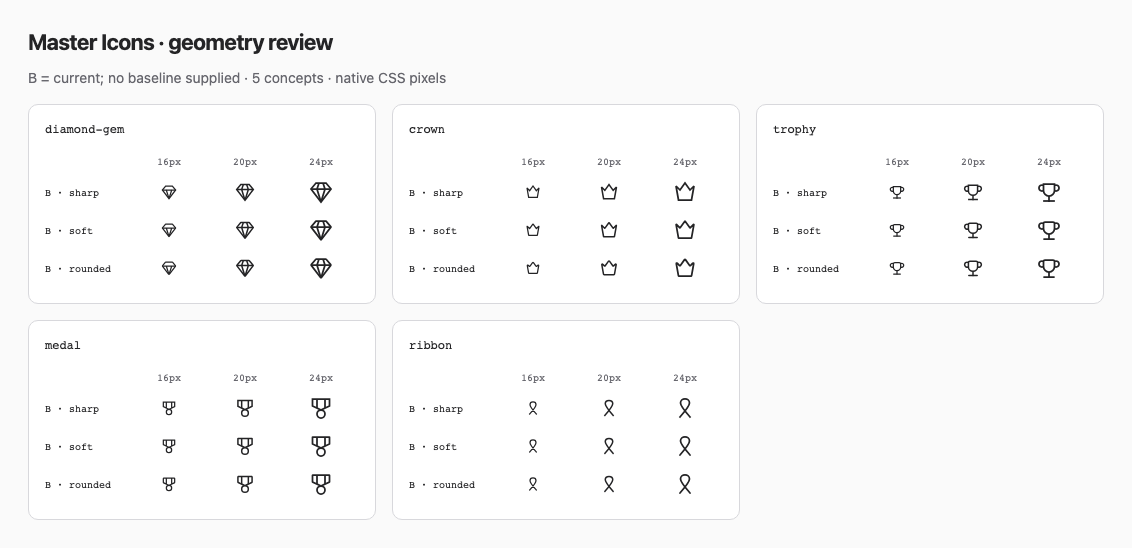 Master Icons · geometry review
B = current; no baseline supplied · 5 concepts · native CSS pixels
diamond-gem
16px 20px 24px
B · sharp
B · soft
B · rounded
crown
16px 20px 24px
B · sharp
B · soft
B · rounded
trophy
16px 20px 24px
B · sharp
B · soft
B · rounded
medal
16px 20px 24px
B · sharp
B · soft
B · rounded
ribbon
16px 20px 24px
B · sharp
B · soft
B · rounded